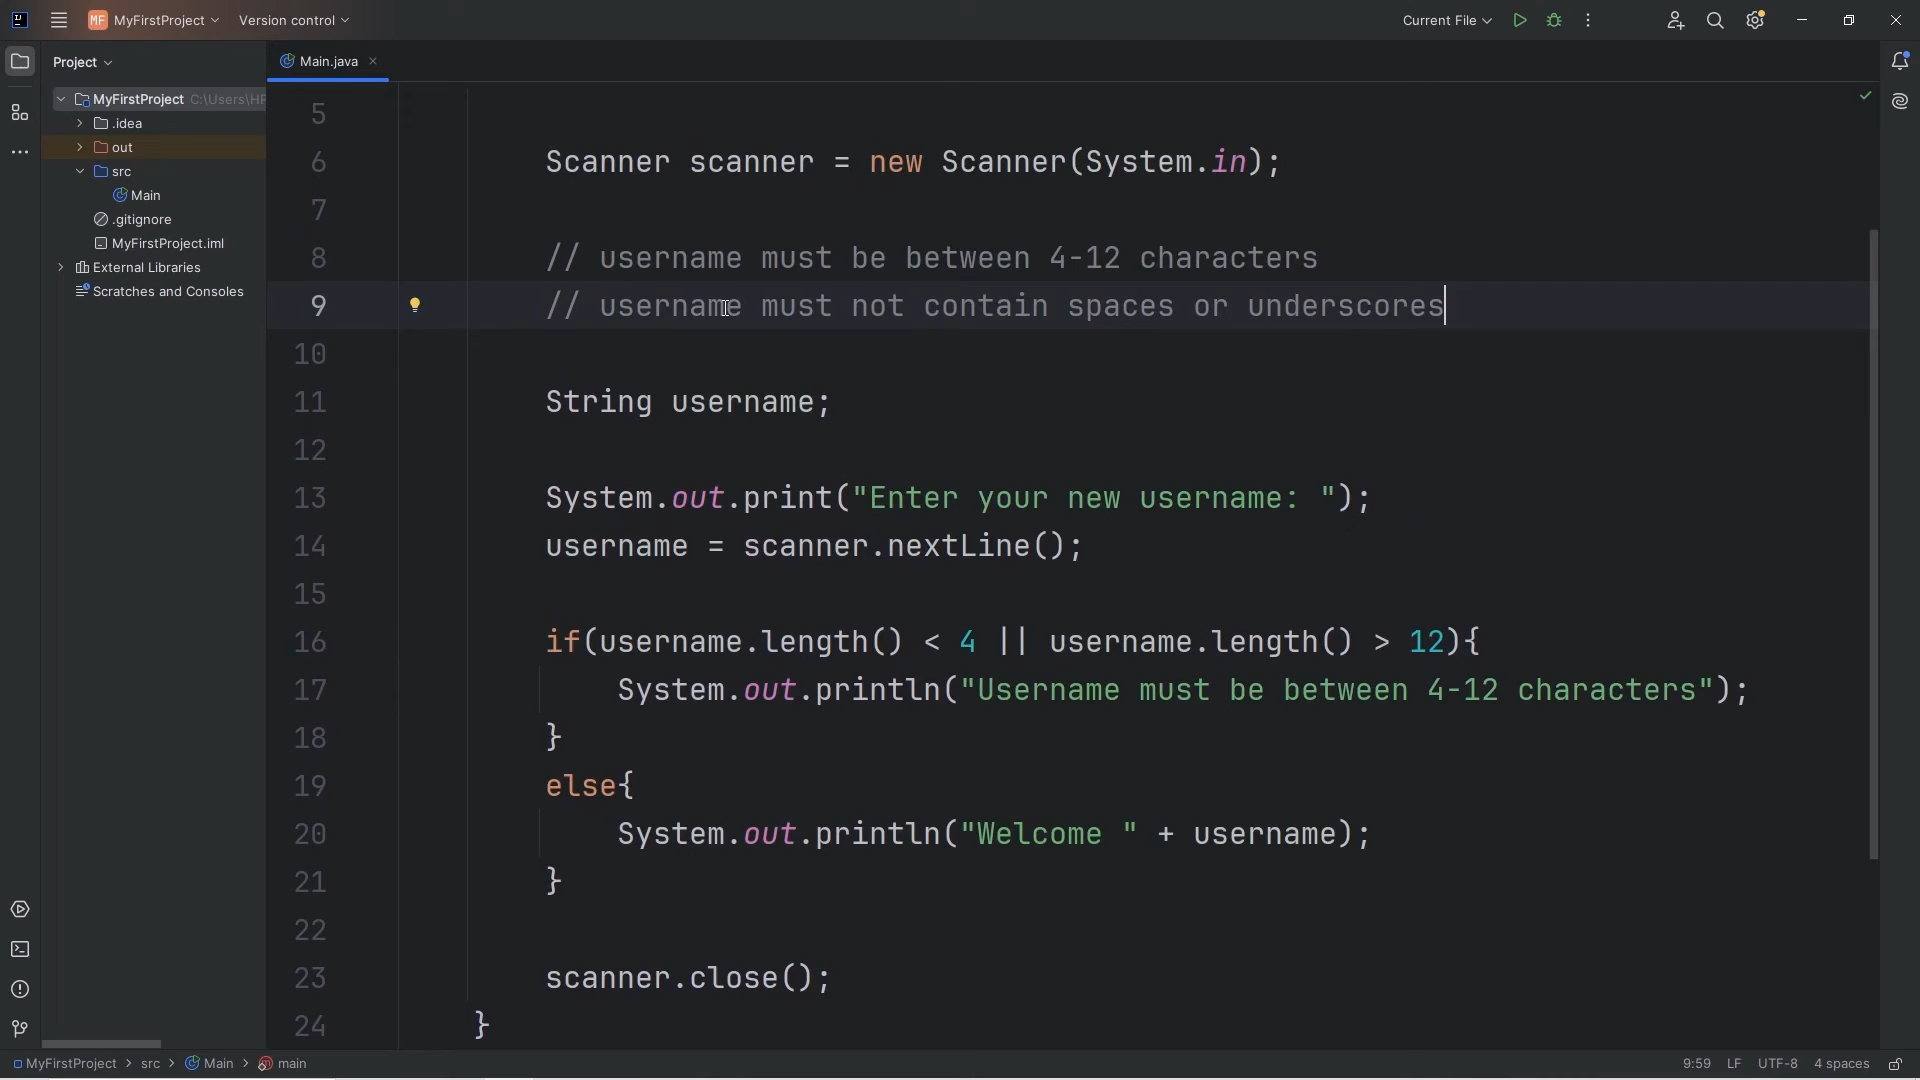 MF MyFirstProject Version control Current File
Project Main.java
MyFirstProject C:\Users\HP
.idea
out
src
Main
.gitignore
MyFirstProject.iml
External Libraries
Scratches and Consoles
5
6 Scanner scanner = new Scanner(System.in);
7
8 // username must be between 4-12 characters
9 // username must not contain spaces or underscores
10
11 String username;
12
13 System.out.print("Enter your new username: ");
14 username = scanner.nextLine();
15
16 if(username.length() < 4 || username.length() > 12){
17 System.out.println("Username must be between 4-12 characters");
18 }
19 else{
20 System.out.println("Welcome " + username);
21 }
22
23 scanner.close();
24 }
MyFirstProject > src > Main > main 9:59 LF UTF-8 4 spaces